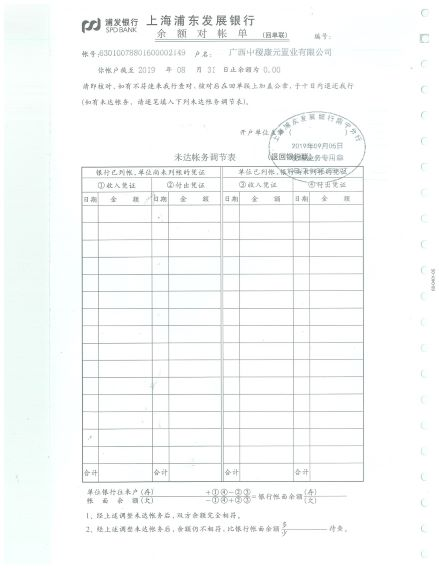 浦发银行 上海浦东发展银行
SPD BANK
余额对帐单(回单联) 编号:
帐号:63010078801600002149 户名: 广西中稷康元置业有限公司
你帐户截至 2019 年 08 月 31 日止余额为 0.00
请即核对,如有不符请来我行查对,核对后在回单联上加盖公章,于十日内退还我行
(如有未达帐务,请逐笔填入下列未达帐务调节表)。
开户单位盖章(
上海浦东发展银行南宁分行
2019年09月05日
业务专用章
未达帐务调节表 (退回银行联)
银行已列帐,单位尚未列帐的凭证 单位已列帐,银行尚未列帐的凭证
①收入凭证 ②付出凭证 ③收入凭证 ④付出凭证
日期 金额 日期 金额 日期 金额 日期 金额
合计 合计 合计 合计
单位银行往来户(存) +①④-②③ =银行帐面余额(存)
帐面余额(欠) -①④+②③ (欠)
1、经上述调整未达帐务后,双方余额完全相符。
2、经上述调整未达帐务后,余额仍不相符,比银行帐面余额多/少 待查。